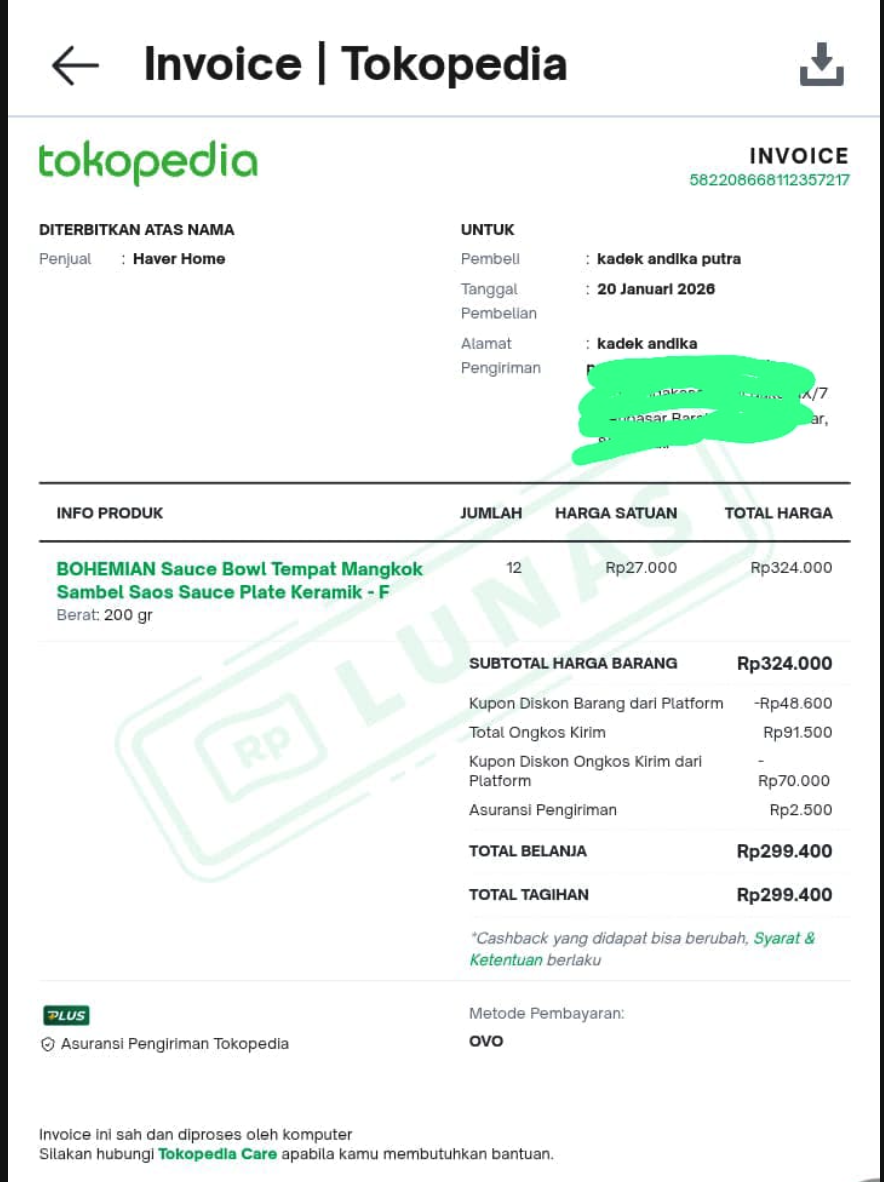 Invoice | Tokopedia
tokopedia
INVOICE
582208668112357217
DITERBITKAN ATAS NAMA
Penjual : Haver Home
UNTUK
Pembeli : kadek andika putra
Tanggal Pembelian : 20 Januari 2026
Alamat Pengiriman : kadek andika
/7
INFO PRODUK JUMLAH HARGA SATUAN TOTAL HARGA
BOHEMIAN Sauce Bowl Tempat Mangkok 12 Rp27.000 Rp324.000
Sambel Saos Sauce Plate Keramik - F
Berat: 200 gr
RP LUNAS
SUBTOTAL HARGA BARANG Rp324.000
Kupon Diskon Barang dari Platform -Rp48.600
Total Ongkos Kirim Rp91.500
Kupon Diskon Ongkos Kirim dari -
Platform Rp70.000
Asuransi Pengiriman Rp2.500
TOTAL BELANJA Rp299.400
TOTAL TAGIHAN Rp299.400
*Cashback yang didapat bisa berubah, Syarat &
Ketentuan berlaku
PLUS
Asuransi Pengiriman Tokopedia
Metode Pembayaran:
OVO
Invoice ini sah dan diproses oleh komputer
Silakan hubungi Tokopedia Care apabila kamu membutuhkan bantuan.